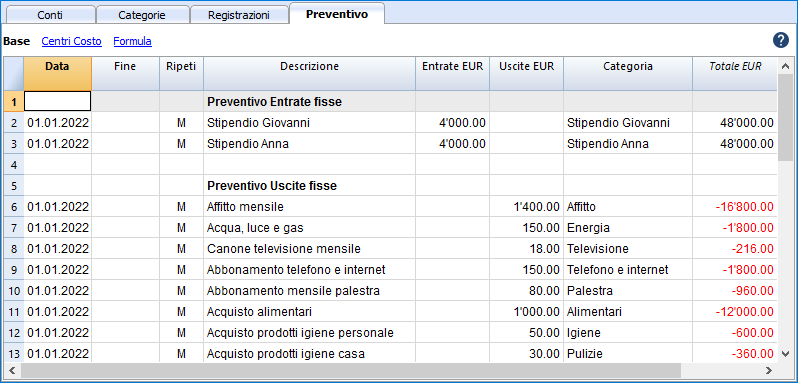 Conti Categorie Registrazioni Preventivo
Base Centri Costo Formula ?
Data Fine Ripeti Descrizione Entrate EUR Uscite EUR Categoria Totale EUR
1 Preventivo Entrate fisse
2 01.01.2022 M Stipendio Giovanni 4'000.00 Stipendio Giovanni 48'000.00
3 01.01.2022 M Stipendio Anna 4'000.00 Stipendio Anna 48'000.00
4
5 Preventivo Uscite fisse
6 01.01.2022 M Affitto mensile 1'400.00 Affitto -16'800.00
7 01.01.2022 M Acqua, luce e gas 150.00 Energia -1'800.00
8 01.01.2022 M Canone televisione mensile 18.00 Televisione -216.00
9 01.01.2022 M Abbonamento telefono e internet 150.00 Telefono e internet -1'800.00
10 01.01.2022 M Abbonamento mensile palestra 80.00 Palestra -960.00
11 01.01.2022 M Acquisto alimentari 1'000.00 Alimentari -12'000.00
12 01.01.2022 M Acquisto prodotti igiene personale 50.00 Igiene -600.00
13 01.01.2022 M Acquisto prodotti igiene casa 30.00 Pulizie -360.00